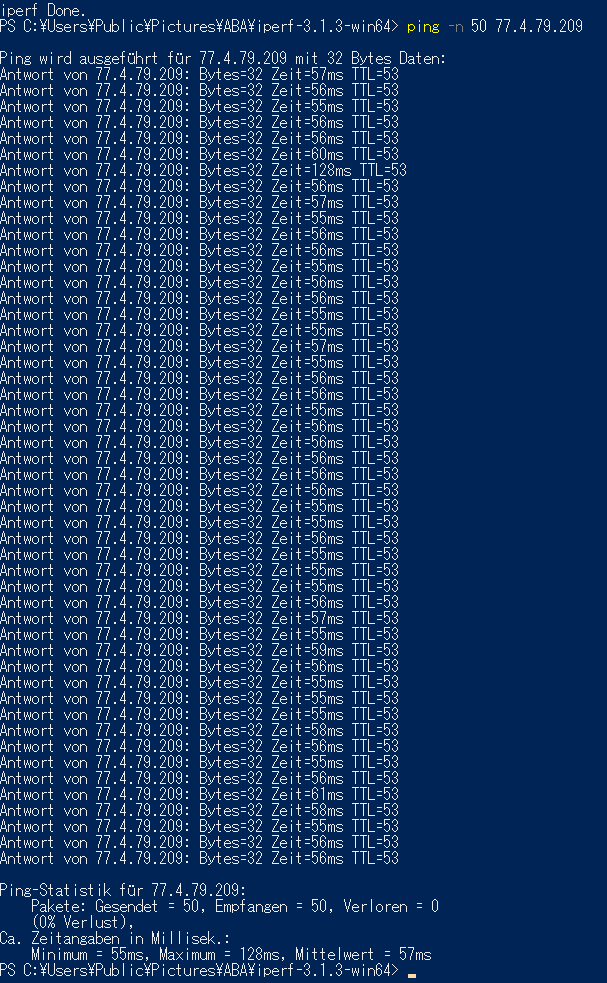 iperf Done.
PS C:¥Users¥Public¥Pictures¥ABA¥iperf-3.1.3-win64> ping -n 50 77.4.79.209
Ping wird ausgeführt für 77.4.79.209 mit 32 Bytes Daten:
Antwort von 77.4.79.209: Bytes=32 Zeit=57ms TTL=53
Antwort von 77.4.79.209: Bytes=32 Zeit=55ms TTL=53
Antwort von 77.4.79.209: Bytes=32 Zeit=56ms TTL=53
Antwort von 77.4.79.209: Bytes=32 Zeit=56ms TTL=53
Antwort von 77.4.79.209: Bytes=32 Zeit=56ms TTL=53
Antwort von 77.4.79.209: Bytes=32 Zeit=60ms TTL=53
Antwort von 77.4.79.209: Bytes=32 Zeit=128ms TTL=53
Antwort von 77.4.79.209: Bytes=32 Zeit=56ms TTL=53
Antwort von 77.4.79.209: Bytes=32 Zeit=57ms TTL=53
Antwort von 77.4.79.209: Bytes=32 Zeit=55ms TTL=53
Antwort von 77.4.79.209: Bytes=32 Zeit=56ms TTL=53
Antwort von 77.4.79.209: Bytes=32 Zeit=56ms TTL=53
Antwort von 77.4.79.209: Bytes=32 Zeit=55ms TTL=53
Antwort von 77.4.79.209: Bytes=32 Zeit=56ms TTL=53
Antwort von 77.4.79.209: Bytes=32 Zeit=56ms TTL=53
Antwort von 77.4.79.209: Bytes=32 Zeit=55ms TTL=53
Antwort von 77.4.79.209: Bytes=32 Zeit=55ms TTL=53
Antwort von 77.4.79.209: Bytes=32 Zeit=57ms TTL=53
Antwort von 77.4.79.209: Bytes=32 Zeit=55ms TTL=53
Antwort von 77.4.79.209: Bytes=32 Zeit=56ms TTL=53
Antwort von 77.4.79.209: Bytes=32 Zeit=56ms TTL=53
Antwort von 77.4.79.209: Bytes=32 Zeit=55ms TTL=53
Antwort von 77.4.79.209: Bytes=32 Zeit=56ms TTL=53
Antwort von 77.4.79.209: Bytes=32 Zeit=56ms TTL=53
Antwort von 77.4.79.209: Bytes=32 Zeit=56ms TTL=53
Antwort von 77.4.79.209: Bytes=32 Zeit=56ms TTL=53
Antwort von 77.4.79.209: Bytes=32 Zeit=56ms TTL=53
Antwort von 77.4.79.209: Bytes=32 Zeit=55ms TTL=53
Antwort von 77.4.79.209: Bytes=32 Zeit=55ms TTL=53
Antwort von 77.4.79.209: Bytes=32 Zeit=56ms TTL=53
Antwort von 77.4.79.209: Bytes=32 Zeit=55ms TTL=53
Antwort von 77.4.79.209: Bytes=32 Zeit=55ms TTL=53
Antwort von 77.4.79.209: Bytes=32 Zeit=55ms TTL=53
Antwort von 77.4.79.209: Bytes=32 Zeit=56ms TTL=53
Antwort von 77.4.79.209: Bytes=32 Zeit=57ms TTL=53
Antwort von 77.4.79.209: Bytes=32 Zeit=55ms TTL=53
Antwort von 77.4.79.209: Bytes=32 Zeit=59ms TTL=53
Antwort von 77.4.79.209: Bytes=32 Zeit=56ms TTL=53
Antwort von 77.4.79.209: Bytes=32 Zeit=55ms TTL=53
Antwort von 77.4.79.209: Bytes=32 Zeit=55ms TTL=53
Antwort von 77.4.79.209: Bytes=32 Zeit=55ms TTL=53
Antwort von 77.4.79.209: Bytes=32 Zeit=58ms TTL=53
Antwort von 77.4.79.209: Bytes=32 Zeit=56ms TTL=53
Antwort von 77.4.79.209: Bytes=32 Zeit=55ms TTL=53
Antwort von 77.4.79.209: Bytes=32 Zeit=56ms TTL=53
Antwort von 77.4.79.209: Bytes=32 Zeit=61ms TTL=53
Antwort von 77.4.79.209: Bytes=32 Zeit=58ms TTL=53
Antwort von 77.4.79.209: Bytes=32 Zeit=55ms TTL=53
Antwort von 77.4.79.209: Bytes=32 Zeit=56ms TTL=53
Antwort von 77.4.79.209: Bytes=32 Zeit=56ms TTL=53
Ping-Statistik für 77.4.79.209:
Pakete: Gesendet = 50, Empfangen = 50, Verloren = 0
(0% Verlust),
Ca. Zeitangaben in Millisek.:
Minimum = 55ms, Maximum = 128ms, Mittelwert = 57ms
PS C:¥Users¥Public¥Pictures¥ABA¥iperf-3.1.3-win64>